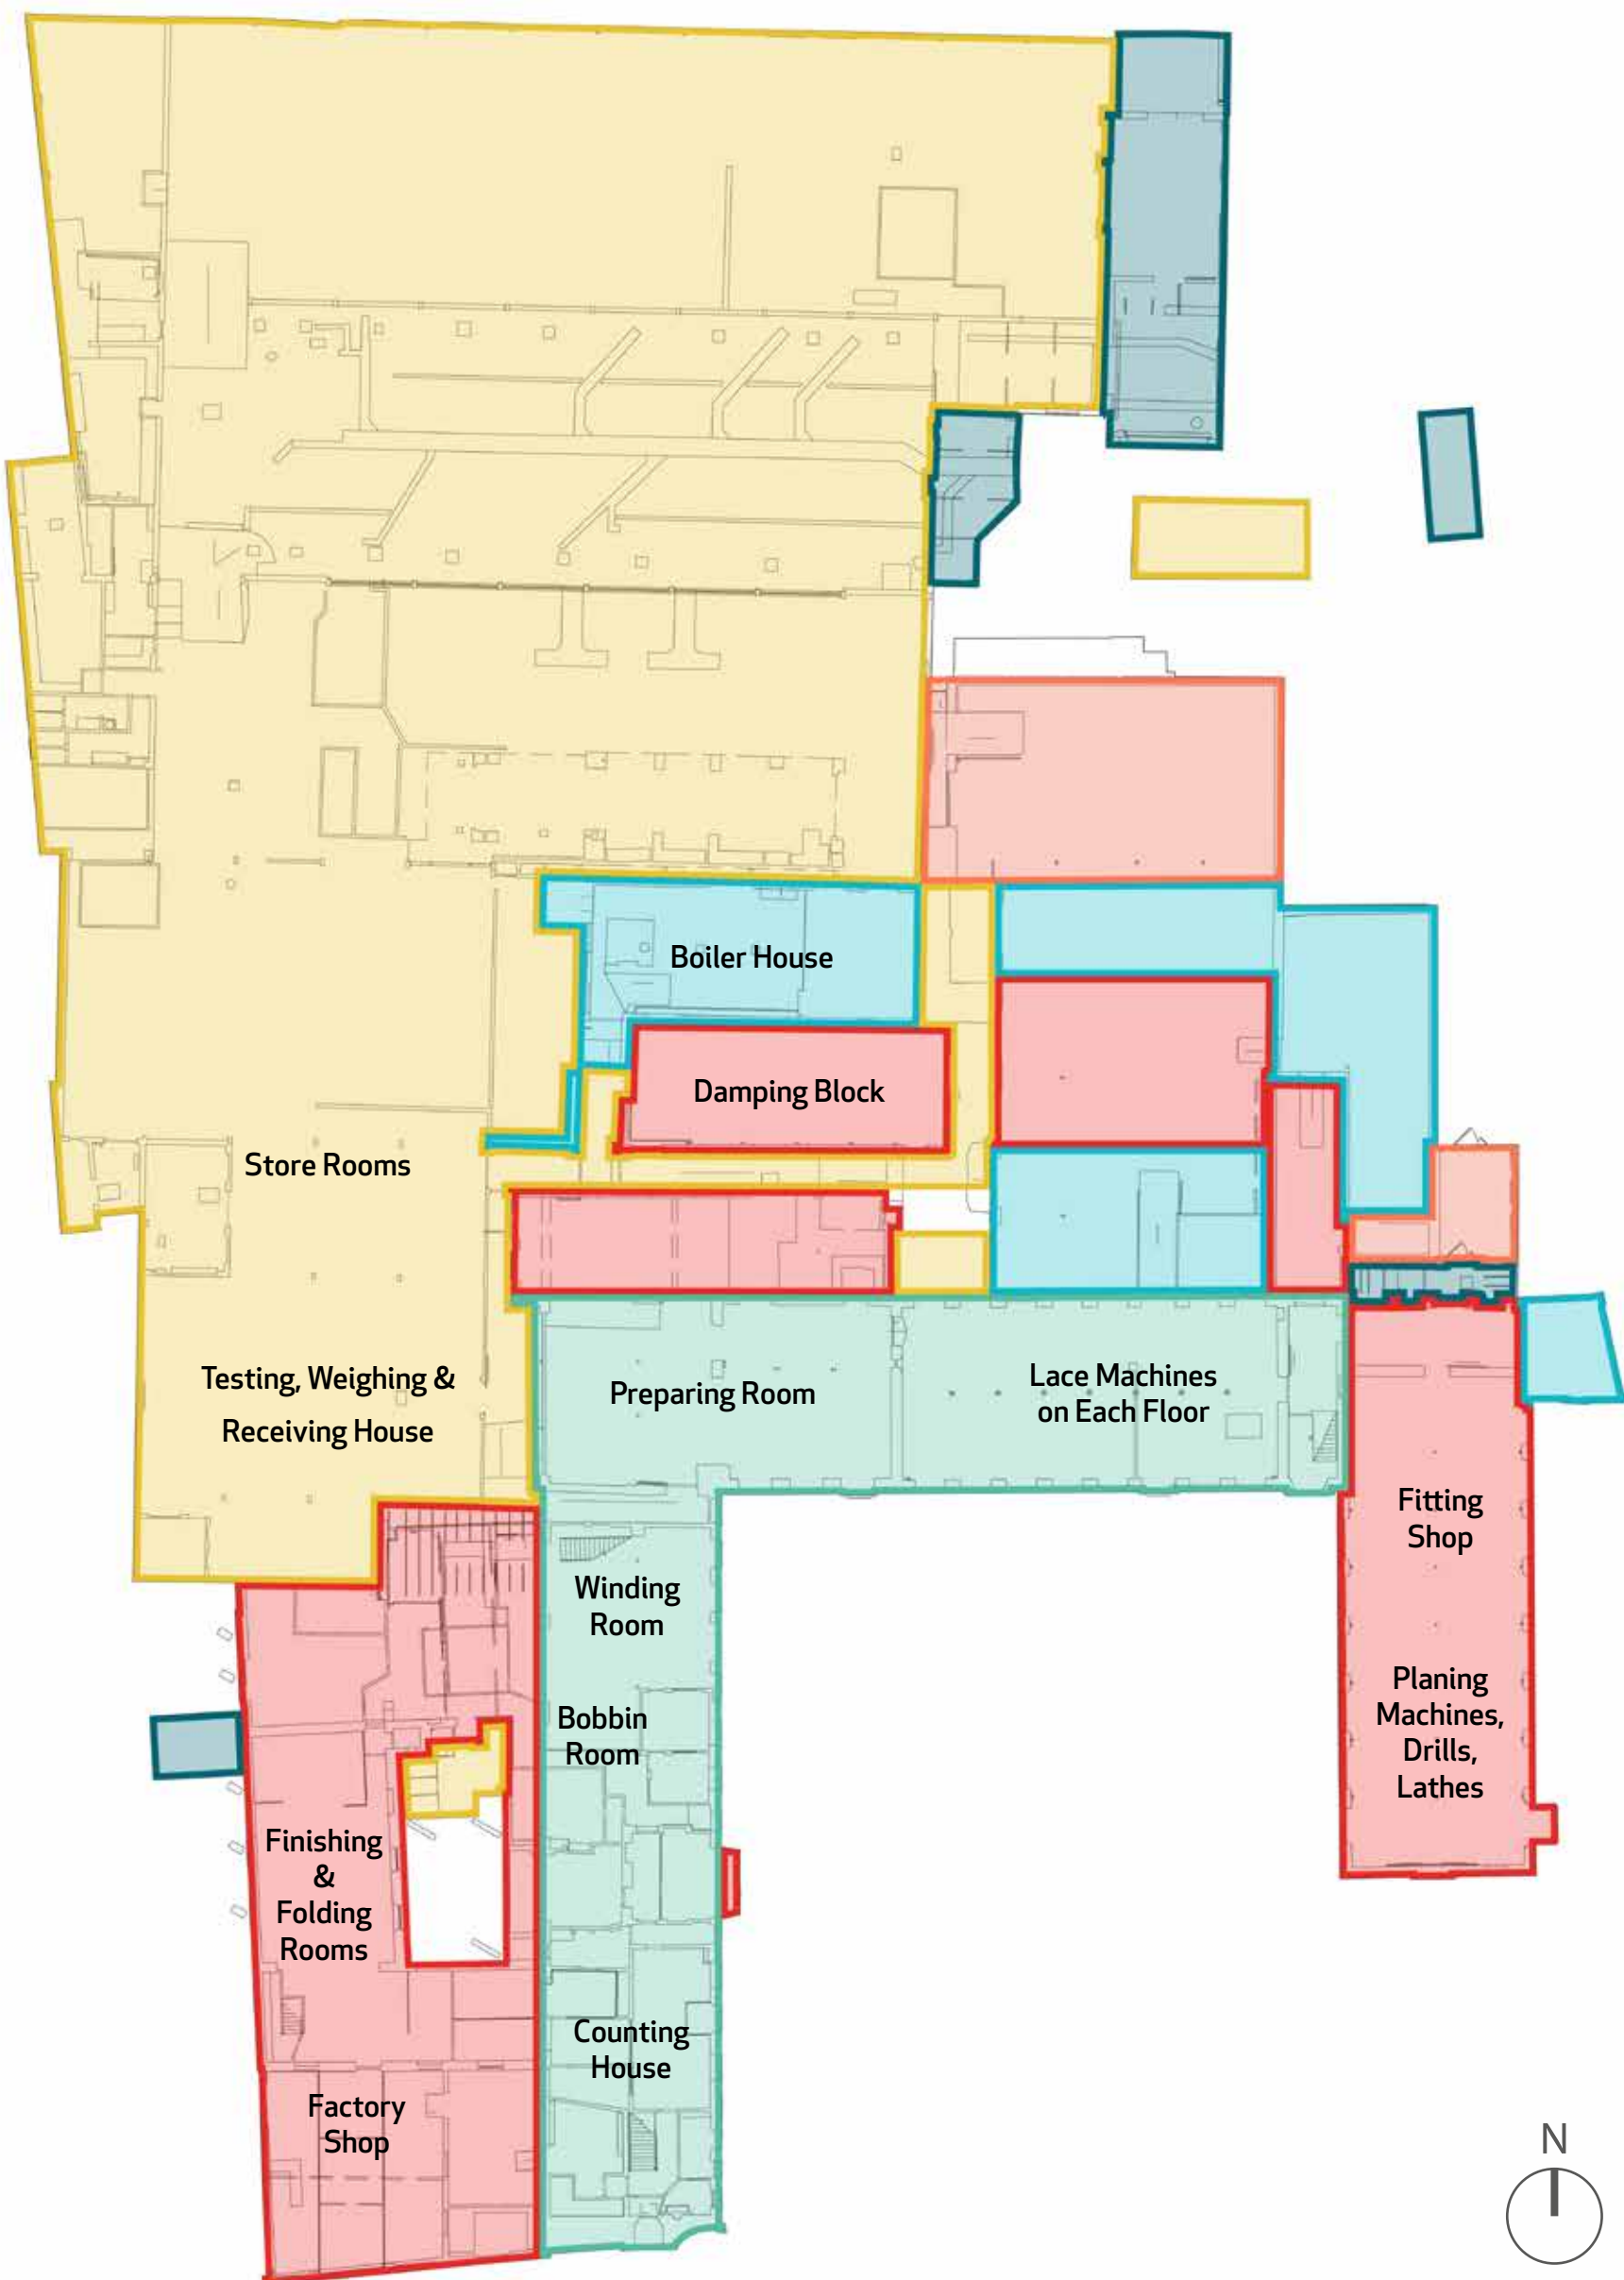 Boiler House
Damping Block
Store Rooms
Testing, Weighing &
Receiving House
Preparing Room
Lace Machines
on Each Floor
Fitting
Shop
Winding
Room
Planing
Machines,
Drills,
Lathes
Bobbin
Room
Finishing
&
Folding
Rooms
Counting
House
Factory
Shop
N